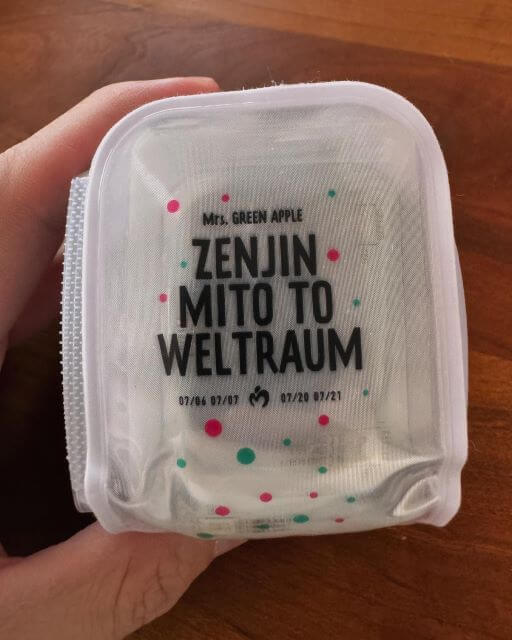 Mrs. GREEN APPLE
ZENJIN
MITO TO
WELTRAUM
07/06 07/07 07/20 07/21